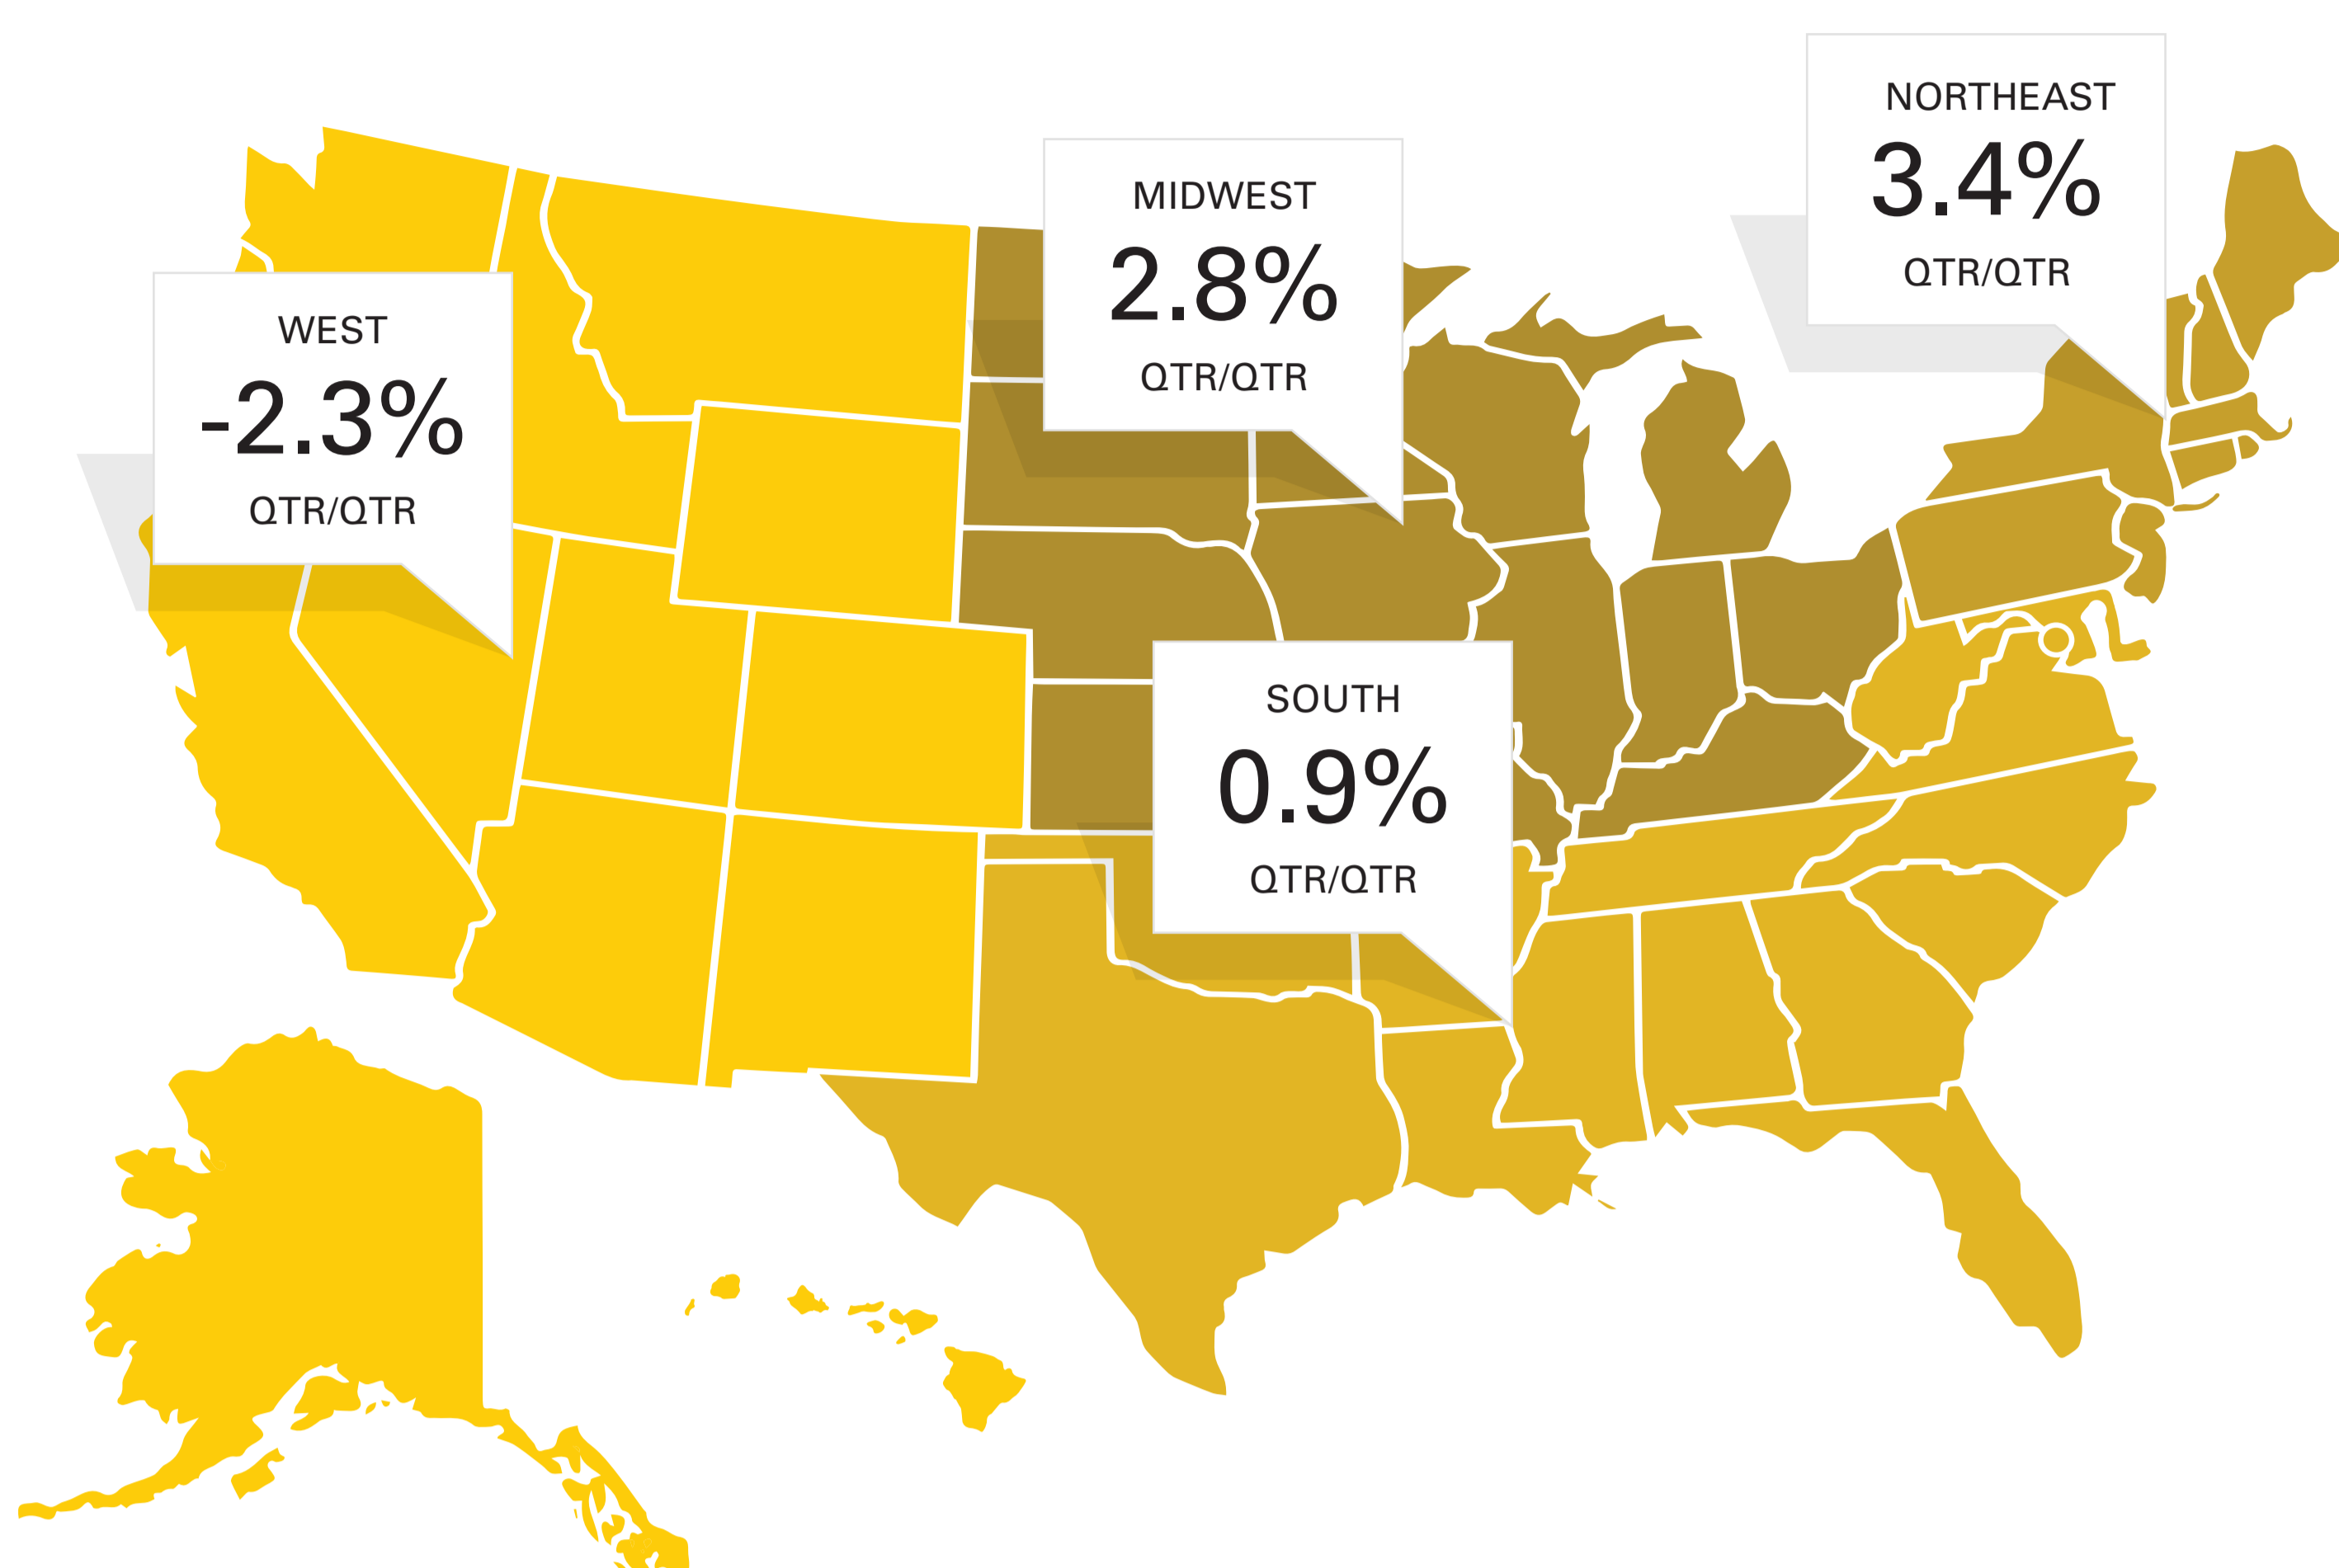 NORTHEAST
3.4%
QTR/QTR
MIDWEST
2.8%
QTR/QTR
WEST
-2.3%
QTR/QTR
SOUTH
0.9%
QTR/QTR